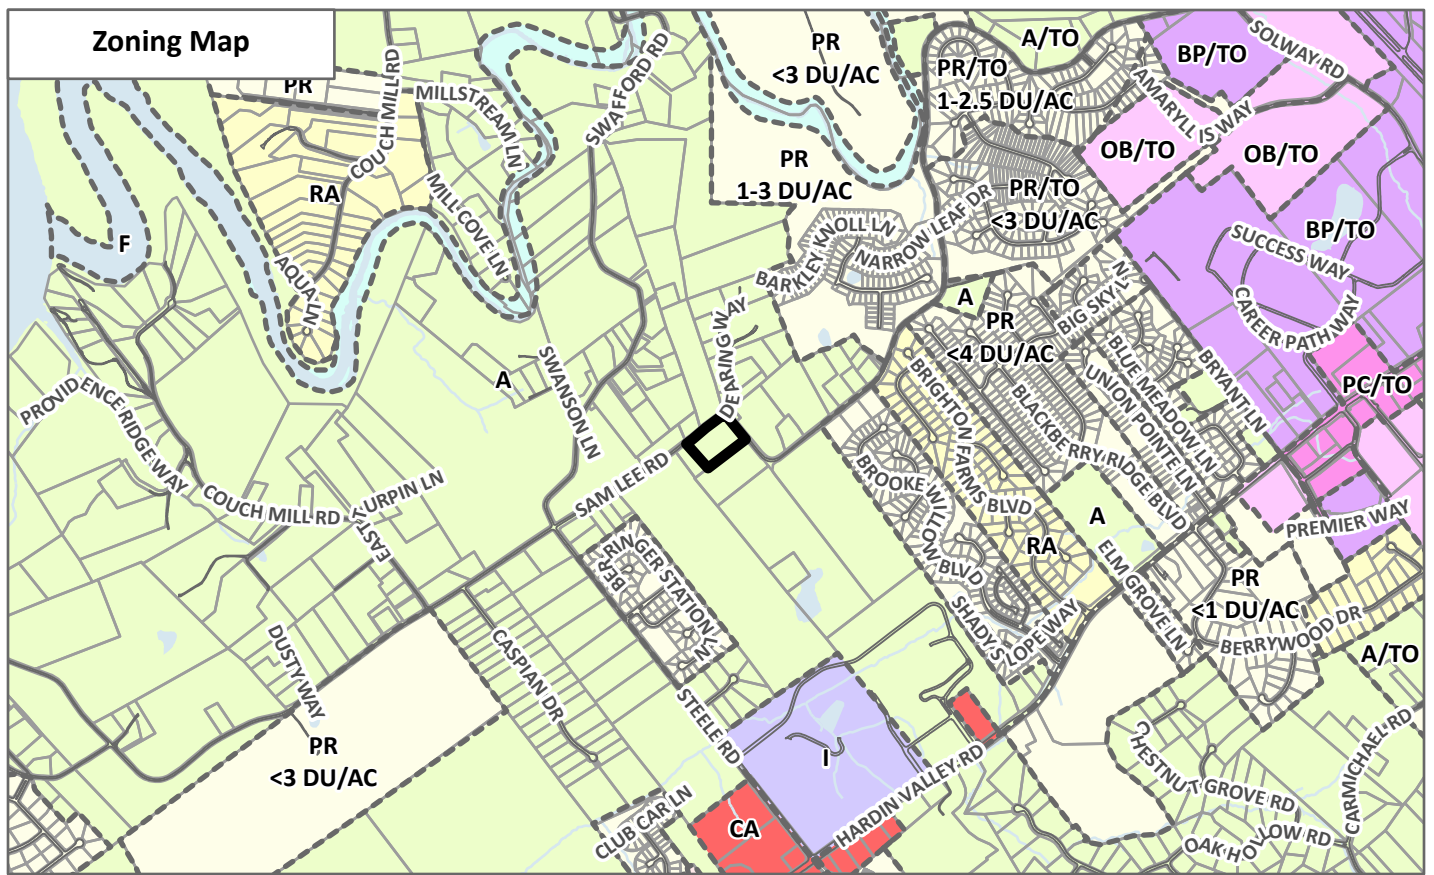 Zoning Map
PR
<3 DU/AC
A/TO
BP/TO
SOLWAY RD
PR
MILLSTREAM LN
COUCH MILL RD
SWAFFORD RD
PR/TO
1-2.5 DU/AC
AMARYLLIS WAY
OB/TO
OB/TO
PR
1-3 DU/AC
PR/TO
<3 DU/AC
RA
MILL COVE LN
BARKLEY KNOLL LN
NARROW LEAF DR
BP/TO
SUCCESS WAY
F
AQUA LN
A
BIG SKY LN
CAREER PATH WAY
PR
<4 DU/AC
DEARING WAY
SWANSON LN
A
BRIGHTON FARMS BLVD
BLACKBERRY RIDGE BLVD
UNION POINTE LN
BLUE MEADOW LN
BRYANT LN
PC/TO
PROVIDENCE RIDGE WAY
COUCH MILL RD
TURPIN LN
EAST
SAM LEE RD
BROOKE WILLOW BLVD
A
PREMIER WAY
RA
BERRINGER STATION LN
ELM GROVE LN
PR
<1 DU/AC
SHADY SLOPE WAY
BERRYWOOD DR
A/TO
DUSTY WAY
CASPIAN DR
STEELE RD
PR
<3 DU/AC
I
HARDIN VALLEY RD
CHESTNUT GROVE RD
CARMICHAEL RD
CLUB CAR LN
CA
OAK HOLLOW RD